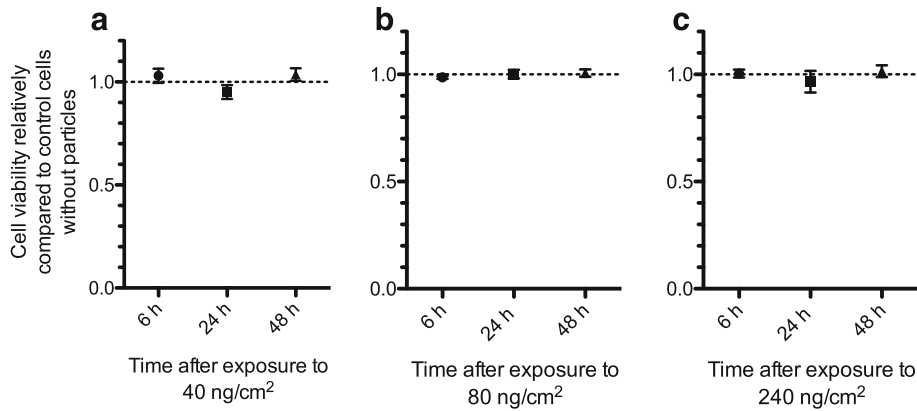 a
b
c
Cell viability relatively
compared to control cells
without particles
1.0
0.5
0.0
6 h
24 h
48 h
Time after exposure to
40 ng/cm²
1.0
0.5
0.0
6 h
24 h
48 h
Time after exposure to
80 ng/cm²
1.0
0.5
0.0
6 h
24 h
48 h
Time after exposure to
240 ng/cm²